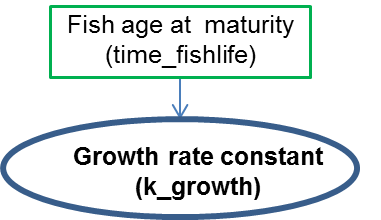 Fish age at maturity
(time_fishlife)
Growth rate constant
(k_growth)